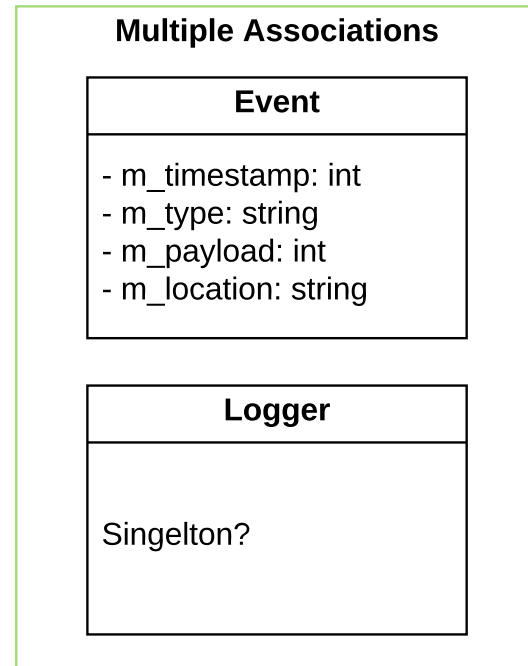 Multiple Associations
Event
- m_timestamp: int
- m_type: string
- m_payload: int
- m_location: string
Logger
Singelton?